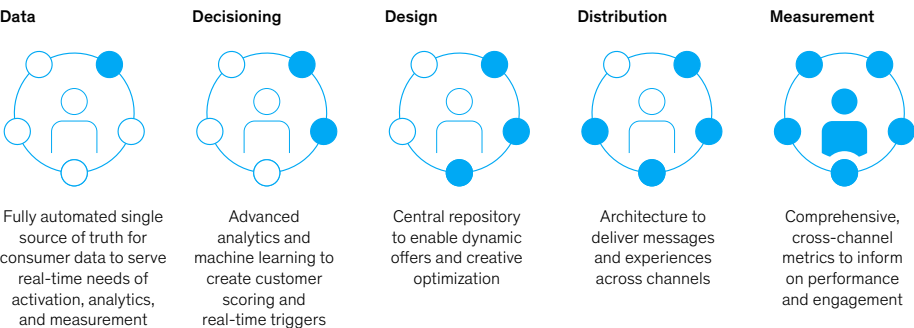 Data
Decisioning
Design
Distribution
Measurement
Fully automated single
source of truth for
consumer data to serve
real-time needs of
activation, analytics,
and measurement
Advanced
analytics and
machine learning to
create customer
scoring and
real-time triggers
Central repository
to enable dynamic
offers and creative
optimization
Architecture to
deliver messages
and experiences
across channels
Comprehensive,
cross-channel
metrics to inform
on performance
and engagement